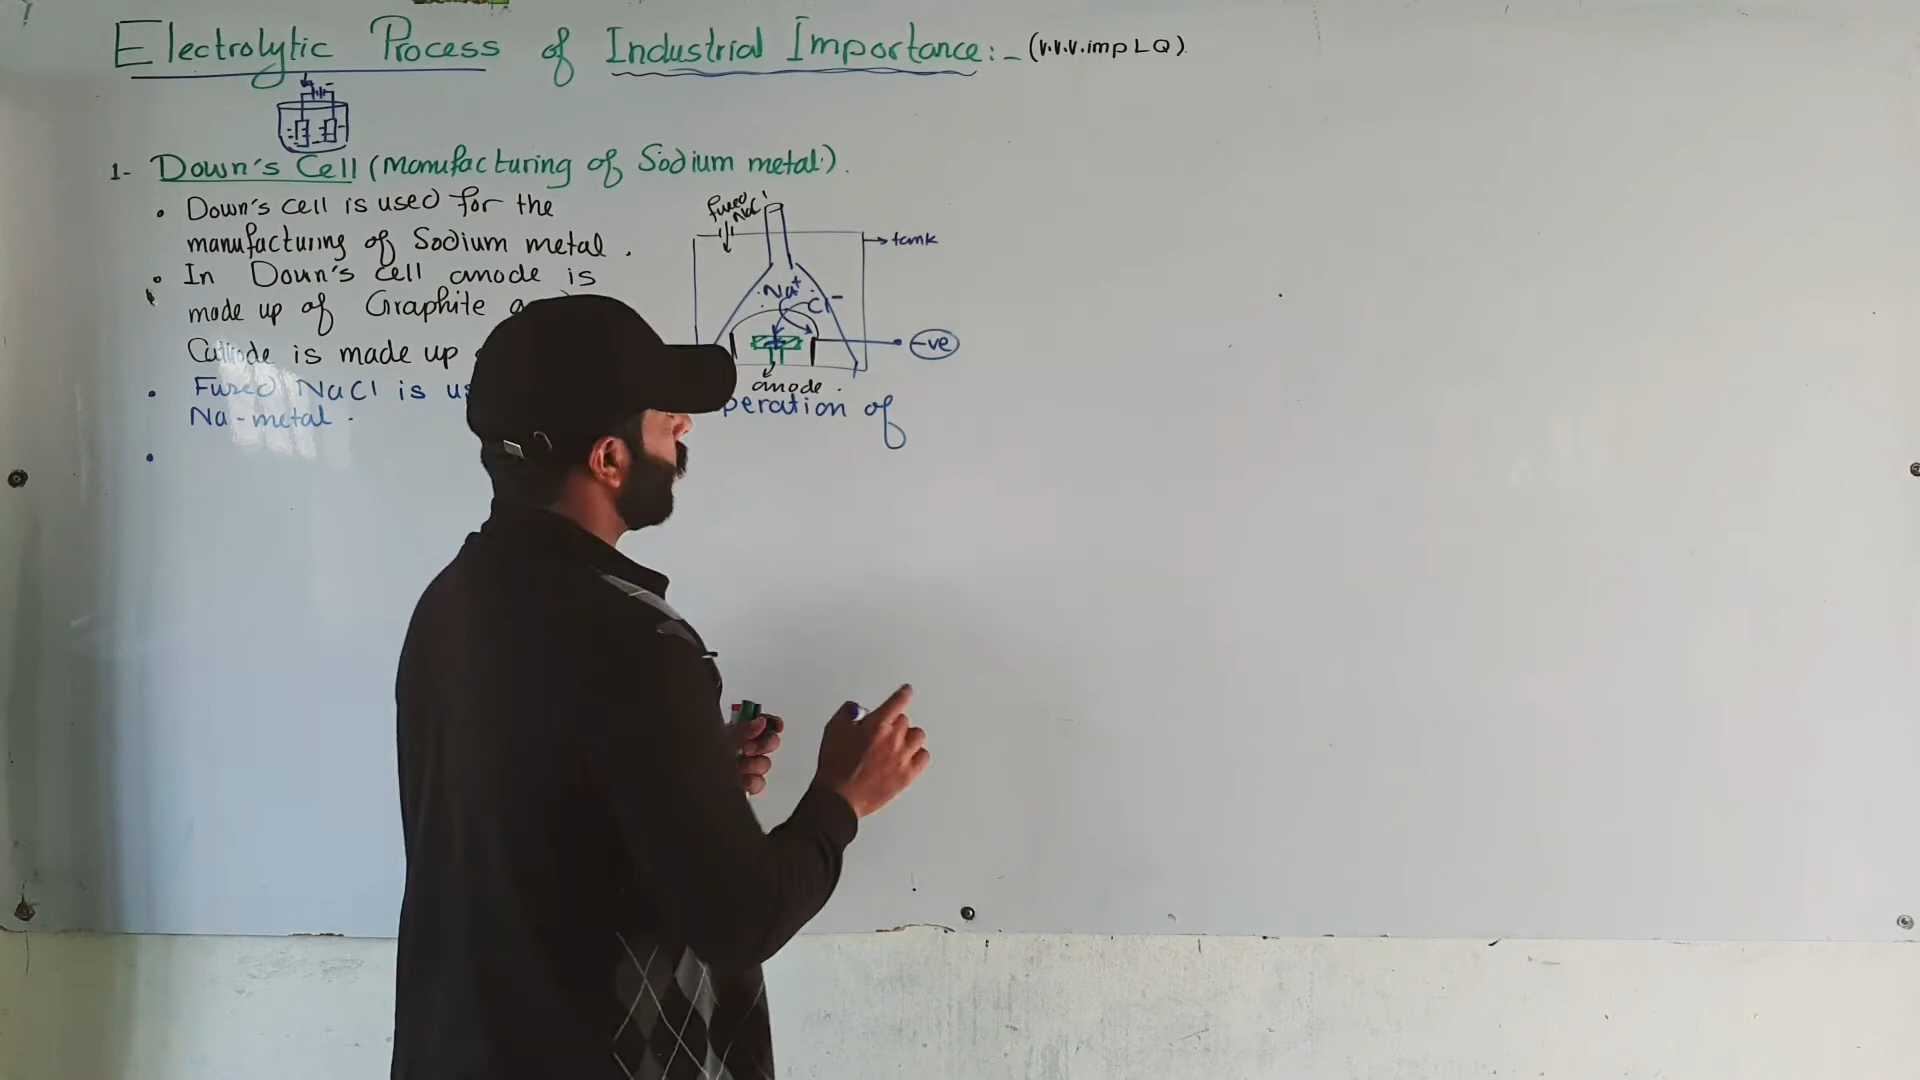 Electrolytic Process of Industrial Importance:- (v.v.v.imp LQ)
1- Down's Cell (Manufacturing of Sodium metal).
• Down's cell is used for the
manufacturing of Sodium metal.
• In Down's cell anode is
made up of Graphite
Cathode is made up
• Fused NaCl is peration of
Na-metal.
•
fused
NaCl
→ tank
Na+
Cl-
-ve
anode.